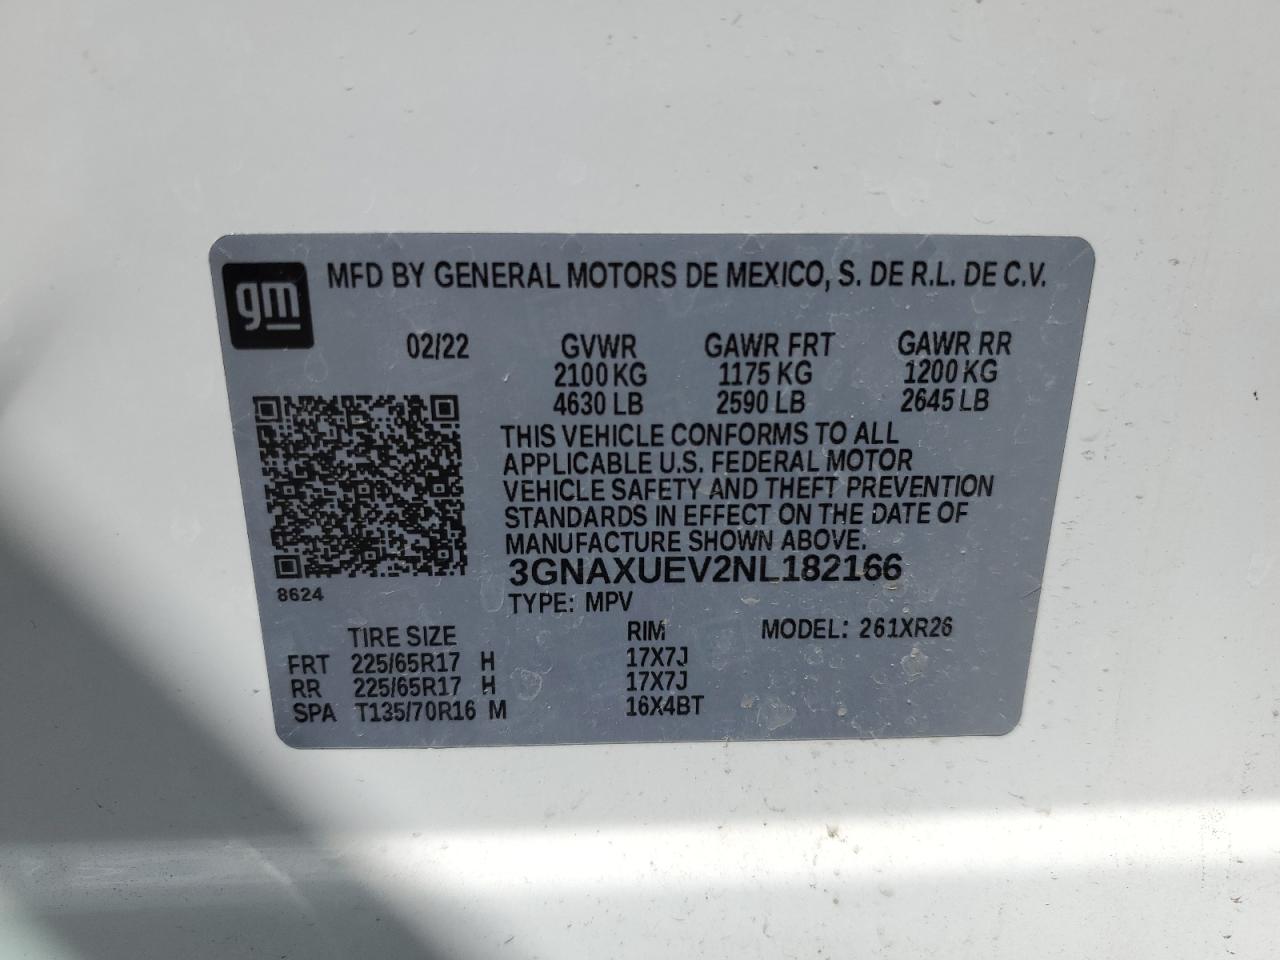 gm MFD BY GENERAL MOTORS DE MEXICO, S. DE R.L. DE C.V.
02/22 GVWR GAWR FRT GAWR RR
2100 KG 1175 KG 1200 KG
4630 LB 2590 LB 2645 LB
THIS VEHICLE CONFORMS TO ALL
APPLICABLE U.S. FEDERAL MOTOR
VEHICLE SAFETY AND THEFT PREVENTION
STANDARDS IN EFFECT ON THE DATE OF
MANUFACTURE SHOWN ABOVE.
3GNAXUEV2NL182166
8624
TYPE: MPV
TIRE SIZE RIM MODEL: 261XR26
FRT 225/65R17 H 17X7J
RR 225/65R17 H 17X7J
SPA T135/70R16 M 16X4BT